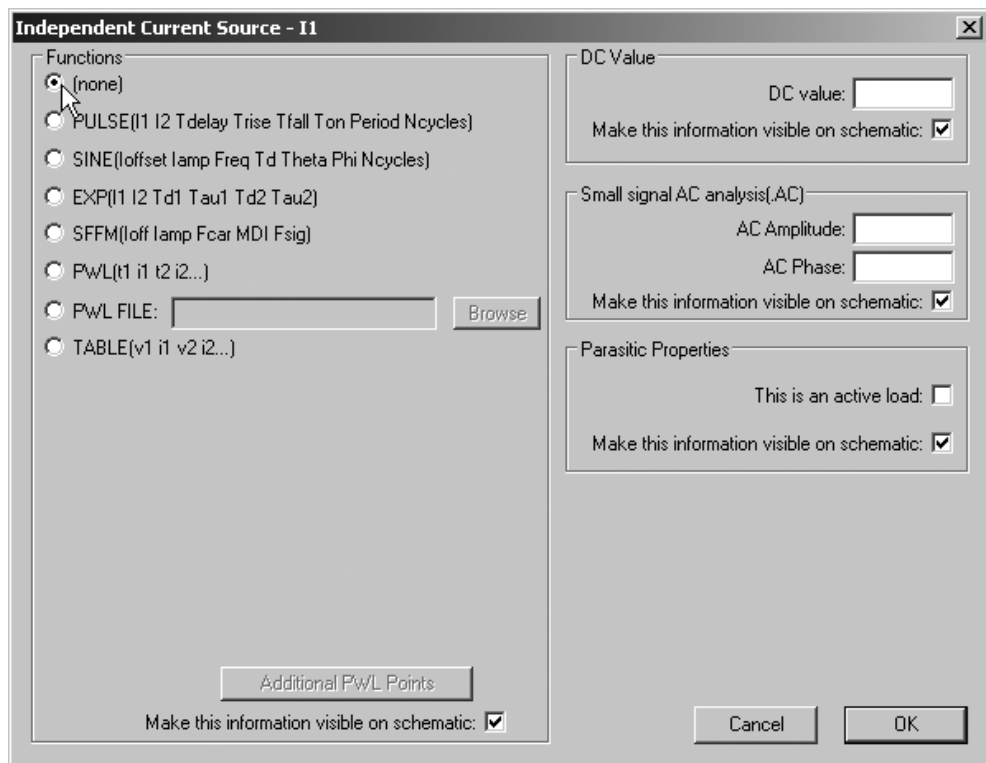 Independent Current Source - I1
Functions
(none)
PULSE(I1 I2 Tdelay Trise Tfall Ton Period Ncycles)
SINE(Ioffset Iamp Freq Td Theta Phi Ncycles)
EXP(I1 I2 Td1 Tau1 Td2 Tau2)
SFFM(Ioff Iamp Fcar MDI Fsig)
PWL(t1 i1 t2 i2...)
PWL FILE:
Browse
TABLE(v1 i1 v2 i2...)
Additional PWL Points
Make this information visible on schematic:
DC Value
DC value:
Make this information visible on schematic:
Small signal AC analysis(.AC)
AC Amplitude:
AC Phase:
Make this information visible on schematic:
Parasitic Properties
This is an active load:
Make this information visible on schematic:
Cancel
OK